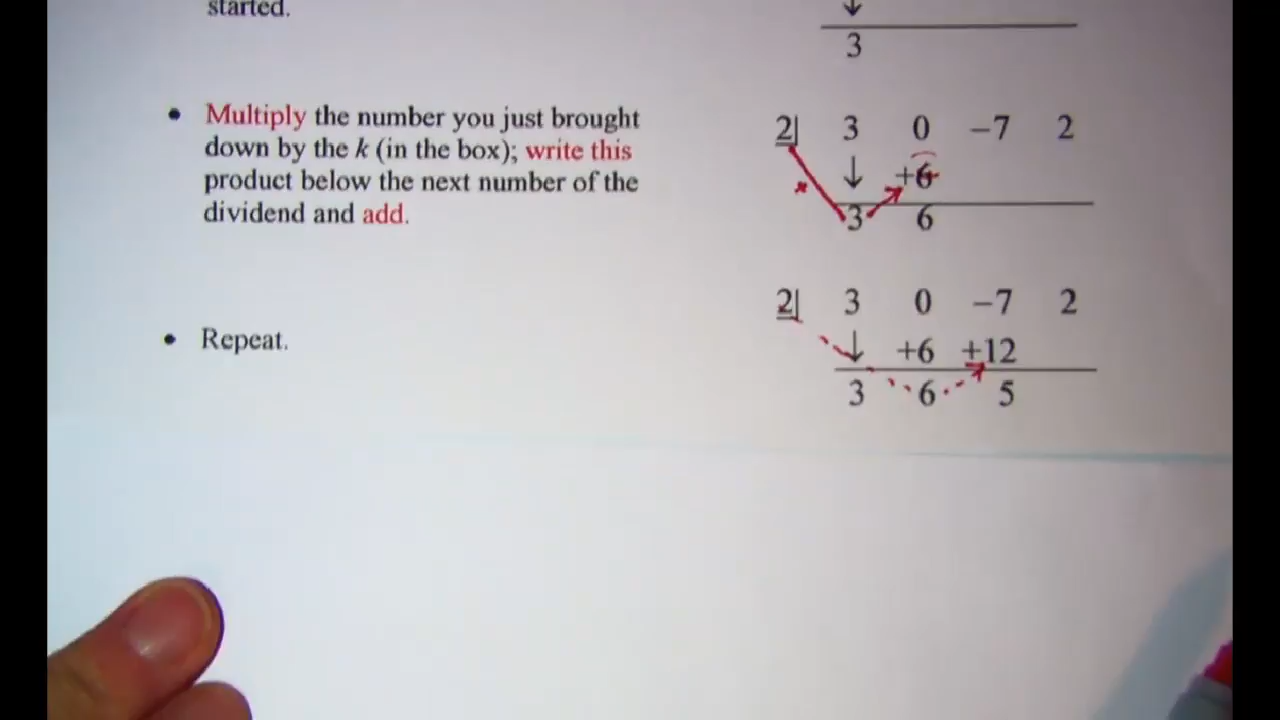 started.
↓
3
• Multiply the number you just brought
down by the k (in the box); write this
product below the next number of the
dividend and add.
2| 3 0 −7 2
↓ +6
3 6
• Repeat.
2| 3 0 −7 2
↓ +6 +12
3 6 5